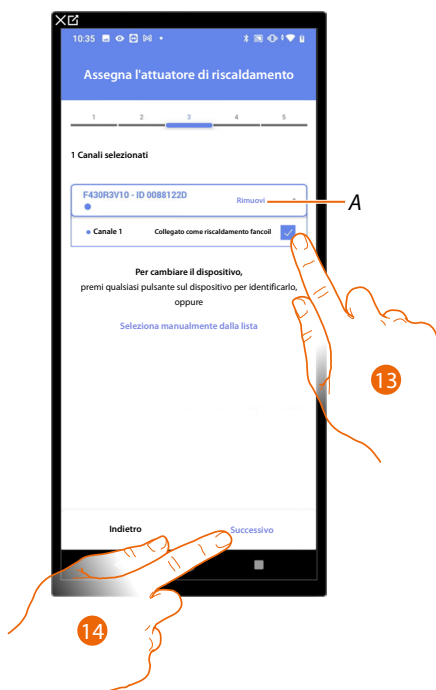 10:35
Assegna l'attuatore di riscaldamento
1 2 3 4 5
1 Canali selezionati
F430R3V10 - ID 0088122D Rimuovi
A
Canale 1 Collegato come riscaldamento fancoil
Per cambiare il dispositivo,
premi qualsiasi pulsante sul dispositivo per identificarlo,
oppure
Seleziona manualmente dalla lista
13
Indietro Successivo
14